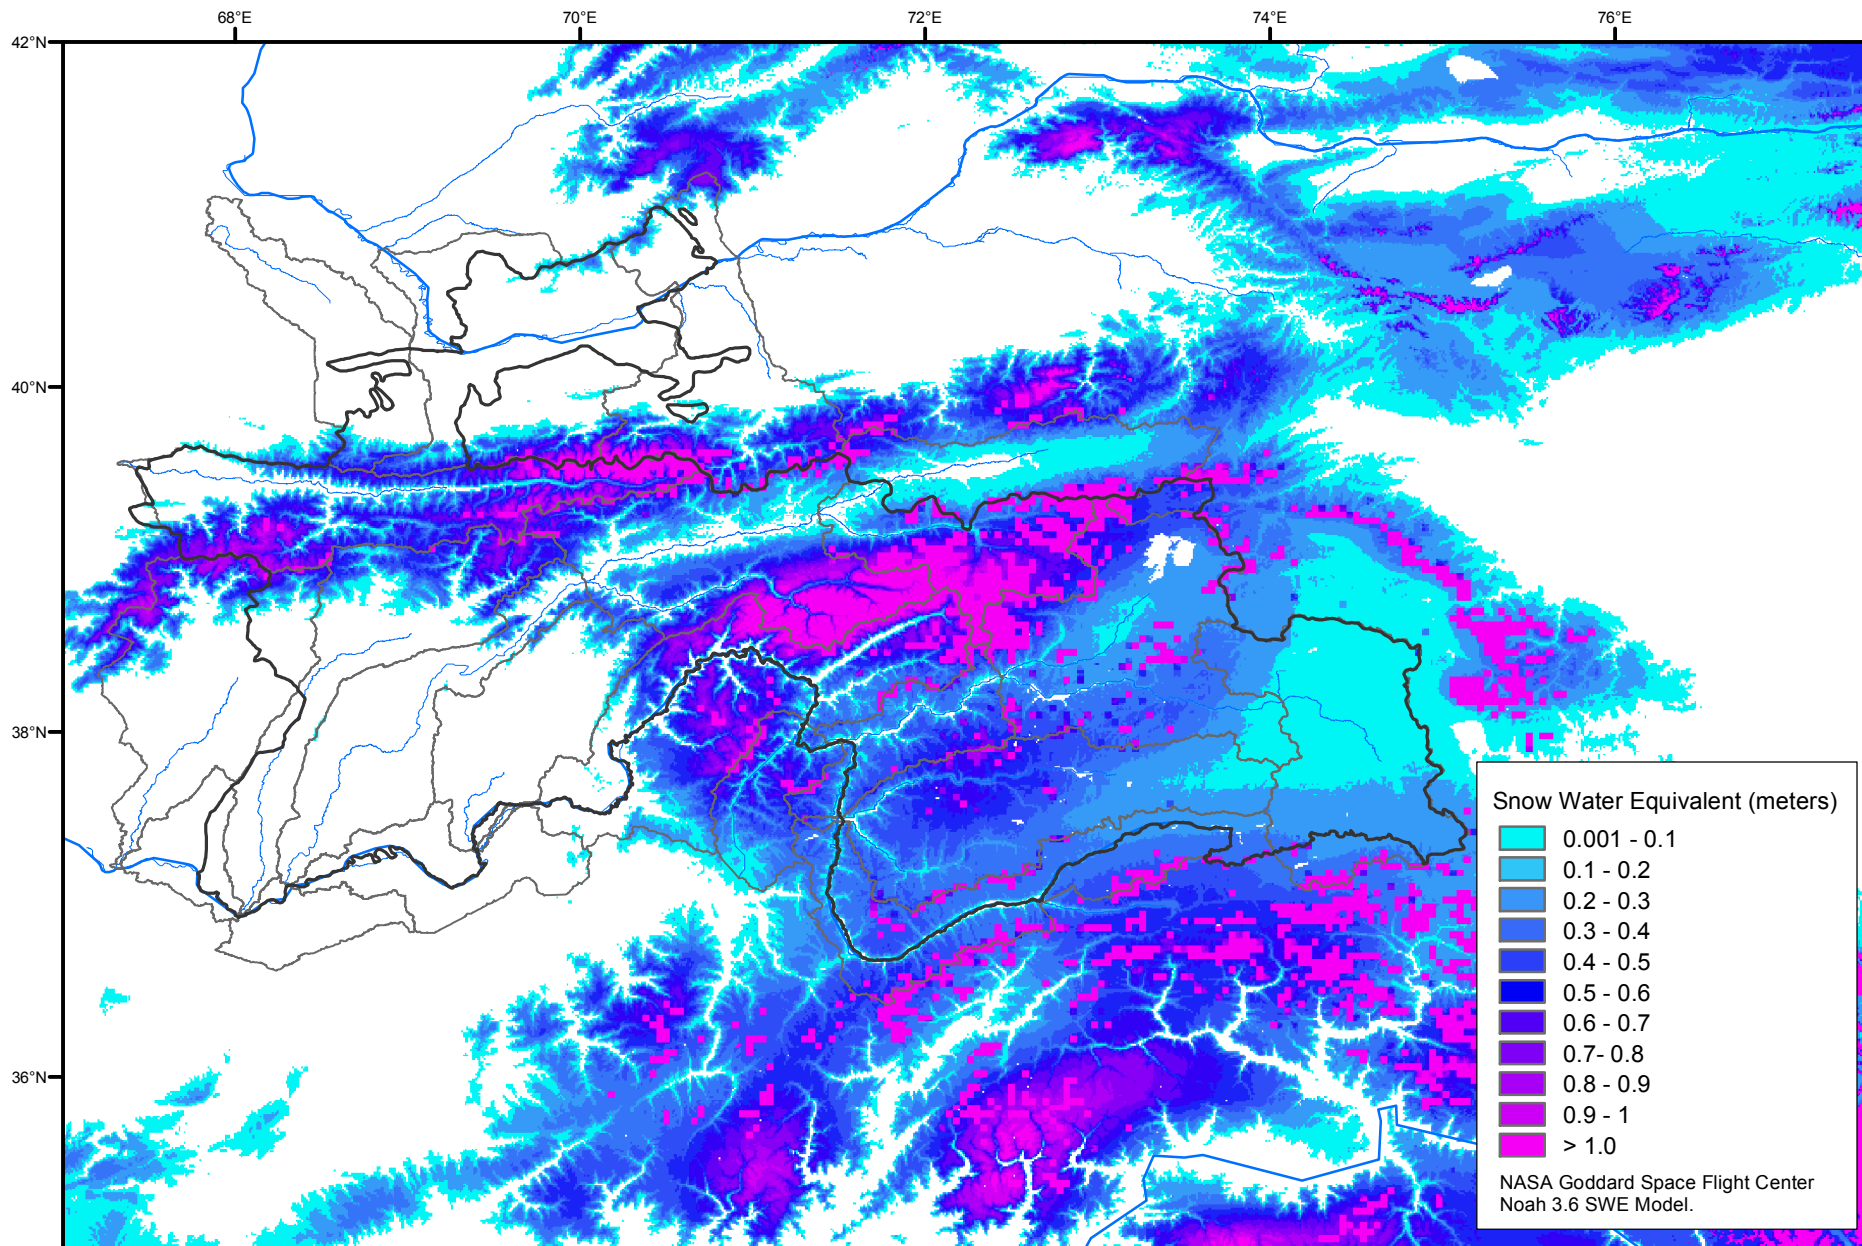 68°E 70°E 72°E 74°E 76°E
42°N
40°N
38°N
36°N
Snow Water Equivalent (meters)
0.001 - 0.1
0.1 - 0.2
0.2 - 0.3
0.3 - 0.4
0.4 - 0.5
0.5 - 0.6
0.6 - 0.7
0.7- 0.8
0.8 - 0.9
0.9 - 1
> 1.0
NASA Goddard Space Flight Center
Noah 3.6 SWE Model.